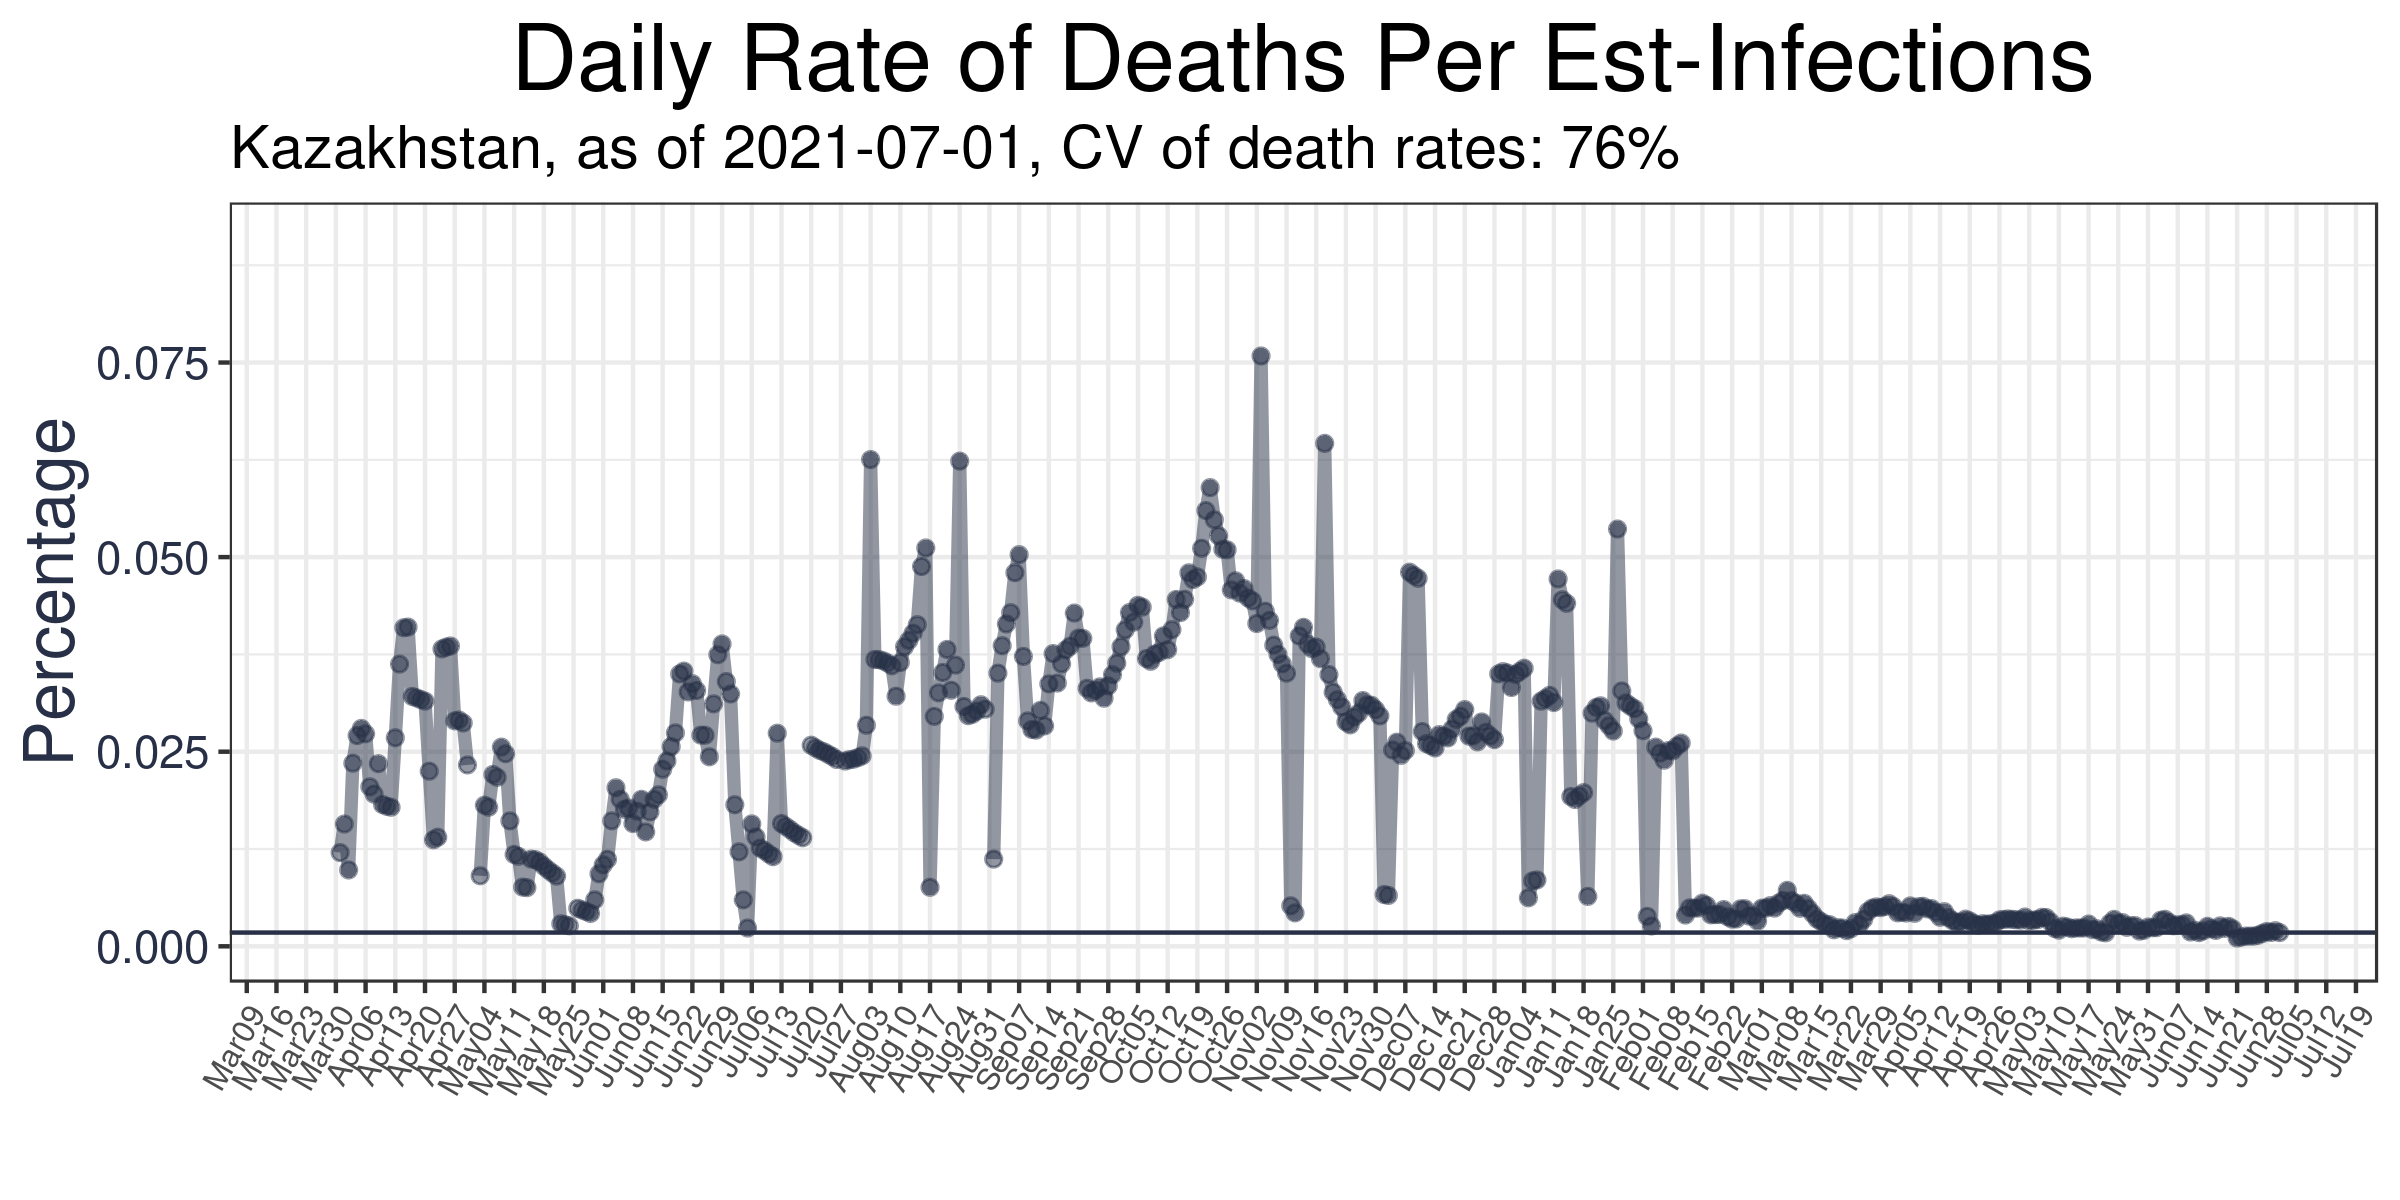 Daily Rate of Deaths Per Est-Infections
Kazakhstan, as of 2021-07-01, CV of death rates: 76%
Percentage
0.075
0.050
0.025
0.000
Mar09 Mar16 Mar23 Mar30 Apr06 Apr13 Apr20 Apr27 May04 May11 May18 May25 Jun01 Jun08 Jun15 Jun22 Jun29 Jul06 Jul13 Jul20 Jul27 Aug03 Aug10 Aug17 Aug24 Aug31 Sep07 Sep14 Sep21 Sep28 Oct05 Oct12 Oct19 Oct26 Nov02 Nov09 Nov16 Nov23 Nov30 Dec07 Dec14 Dec21 Dec28 Jan04 Jan11 Jan18 Jan25 Feb01 Feb08 Feb15 Feb22 Mar01 Mar08 Mar15 Mar22 Mar29 Apr05 Apr12 Apr19 Apr26 May03 May10 May17 May24 May31 Jun07 Jun14 Jun21 Jun28 Jul05 Jul12 Jul19